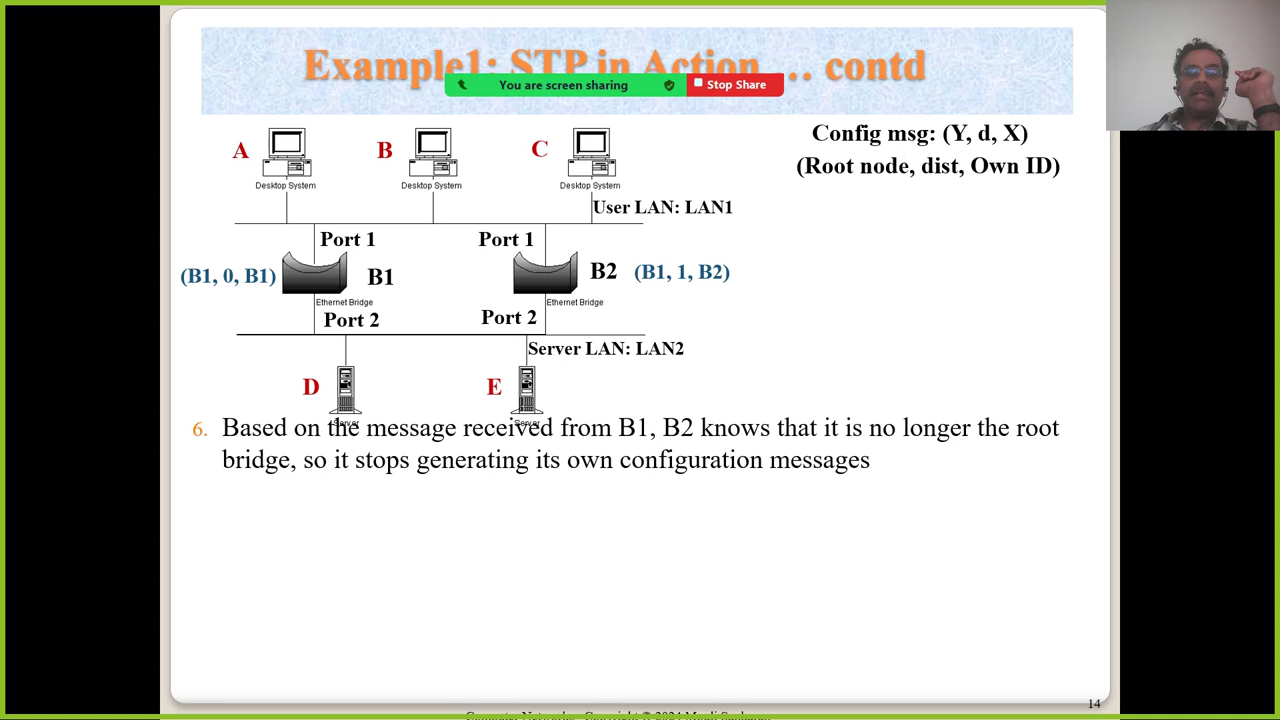 Example1: STP in Action … contd
You are screen sharing
Stop Share
Config msg: (Y, d, X)
(Root node, dist, Own ID)
A
B
C
Desktop System
Desktop System
Desktop System
User LAN: LAN1
Port 1
Port 1
(B1, 0, B1)
B1
B2
(B1, 1, B2)
Ethernet Bridge
Ethernet Bridge
Port 2
Port 2
Server LAN: LAN2
D
E
Server
Server
6. Based on the message received from B1, B2 knows that it is no longer the root
bridge, so it stops generating its own configuration messages
14